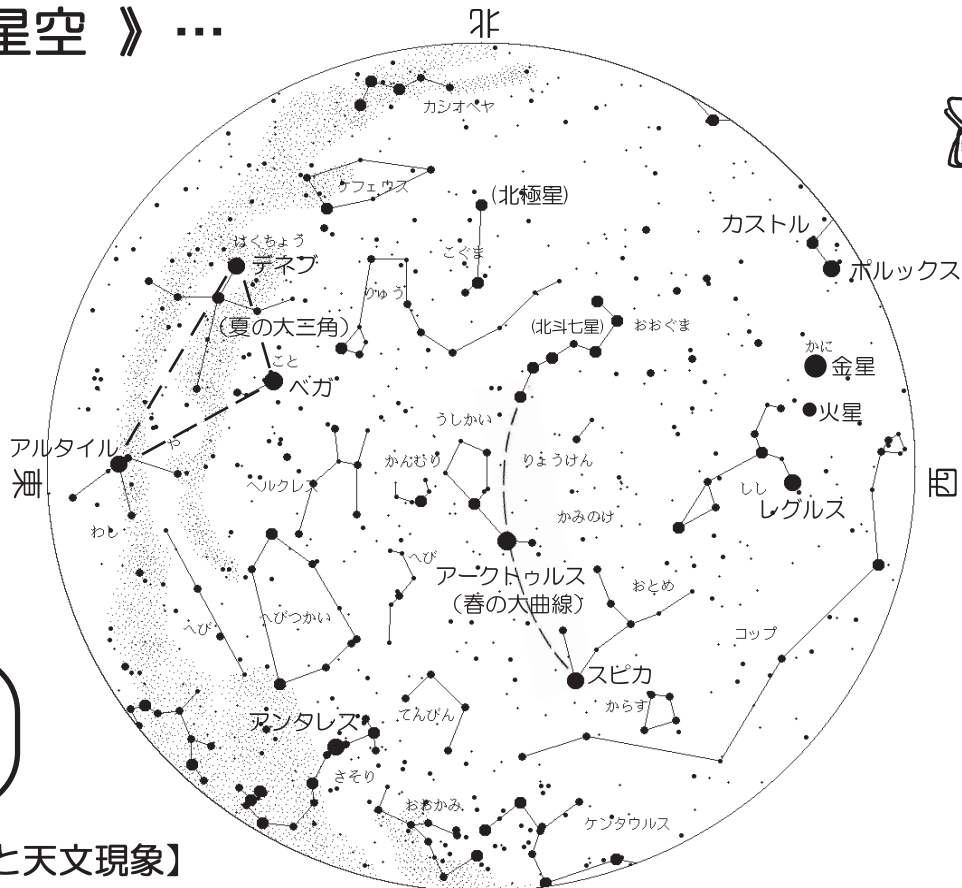 星空 》…
北
カシオペヤ
ケフェウス
(北極星)
カストル
はくちょう
デネブ
こぐま
ポルックス
りゅう
(夏の大三角)
(北斗七星)
おおぐま
かに
金星
こと
ベガ
火星
うしかい
アルタイル
や
かんむり
りょうけん
東
西
ヘルクレス
しし
レグルス
かみのけ
わし
へび
アークトゥルス
おとめ
(春の大曲線)
へび
へびつかい
コップ
スピカ
からす
アンタレス
てんびん
さそり
おおかみ
ケンタウルス
と天文現象】